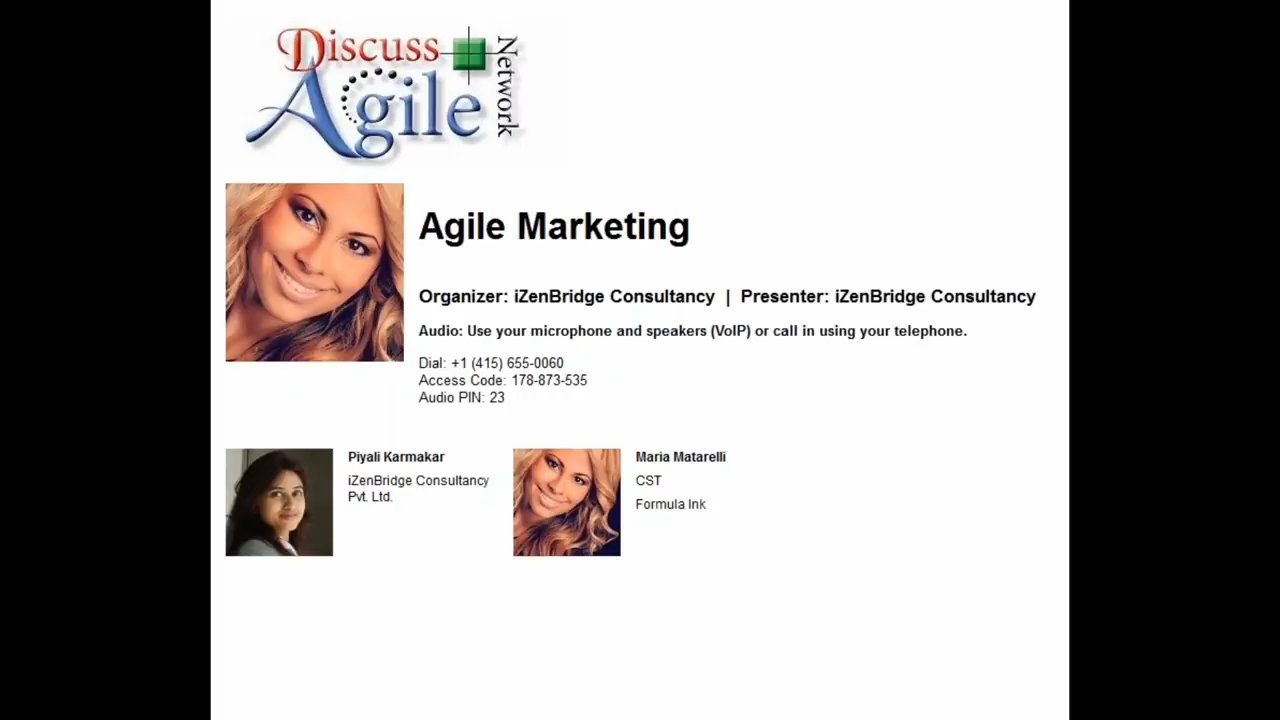 Discuss
Agile
Network
Agile Marketing
Organizer: iZenBridge Consultancy | Presenter: iZenBridge Consultancy
Audio: Use your microphone and speakers (VoIP) or call in using your telephone.
Dial: +1 (415) 655-0060
Access Code: 178-873-535
Audio PIN: 23
Piyali Karmakar
iZenBridge Consultancy
Pvt. Ltd.
Maria Matarelli
CST
Formula Ink